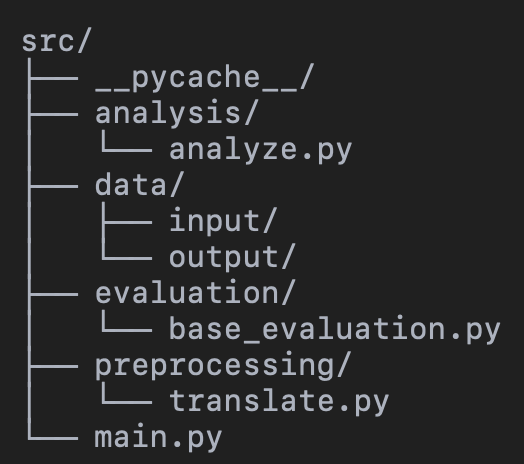 src/
├── __pycache__/
├── analysis/
│   └── analyze.py
├── data/
│   ├── input/
│   └── output/
├── evaluation/
│   └── base_evaluation.py
├── preprocessing/
│   └── translate.py
└── main.py